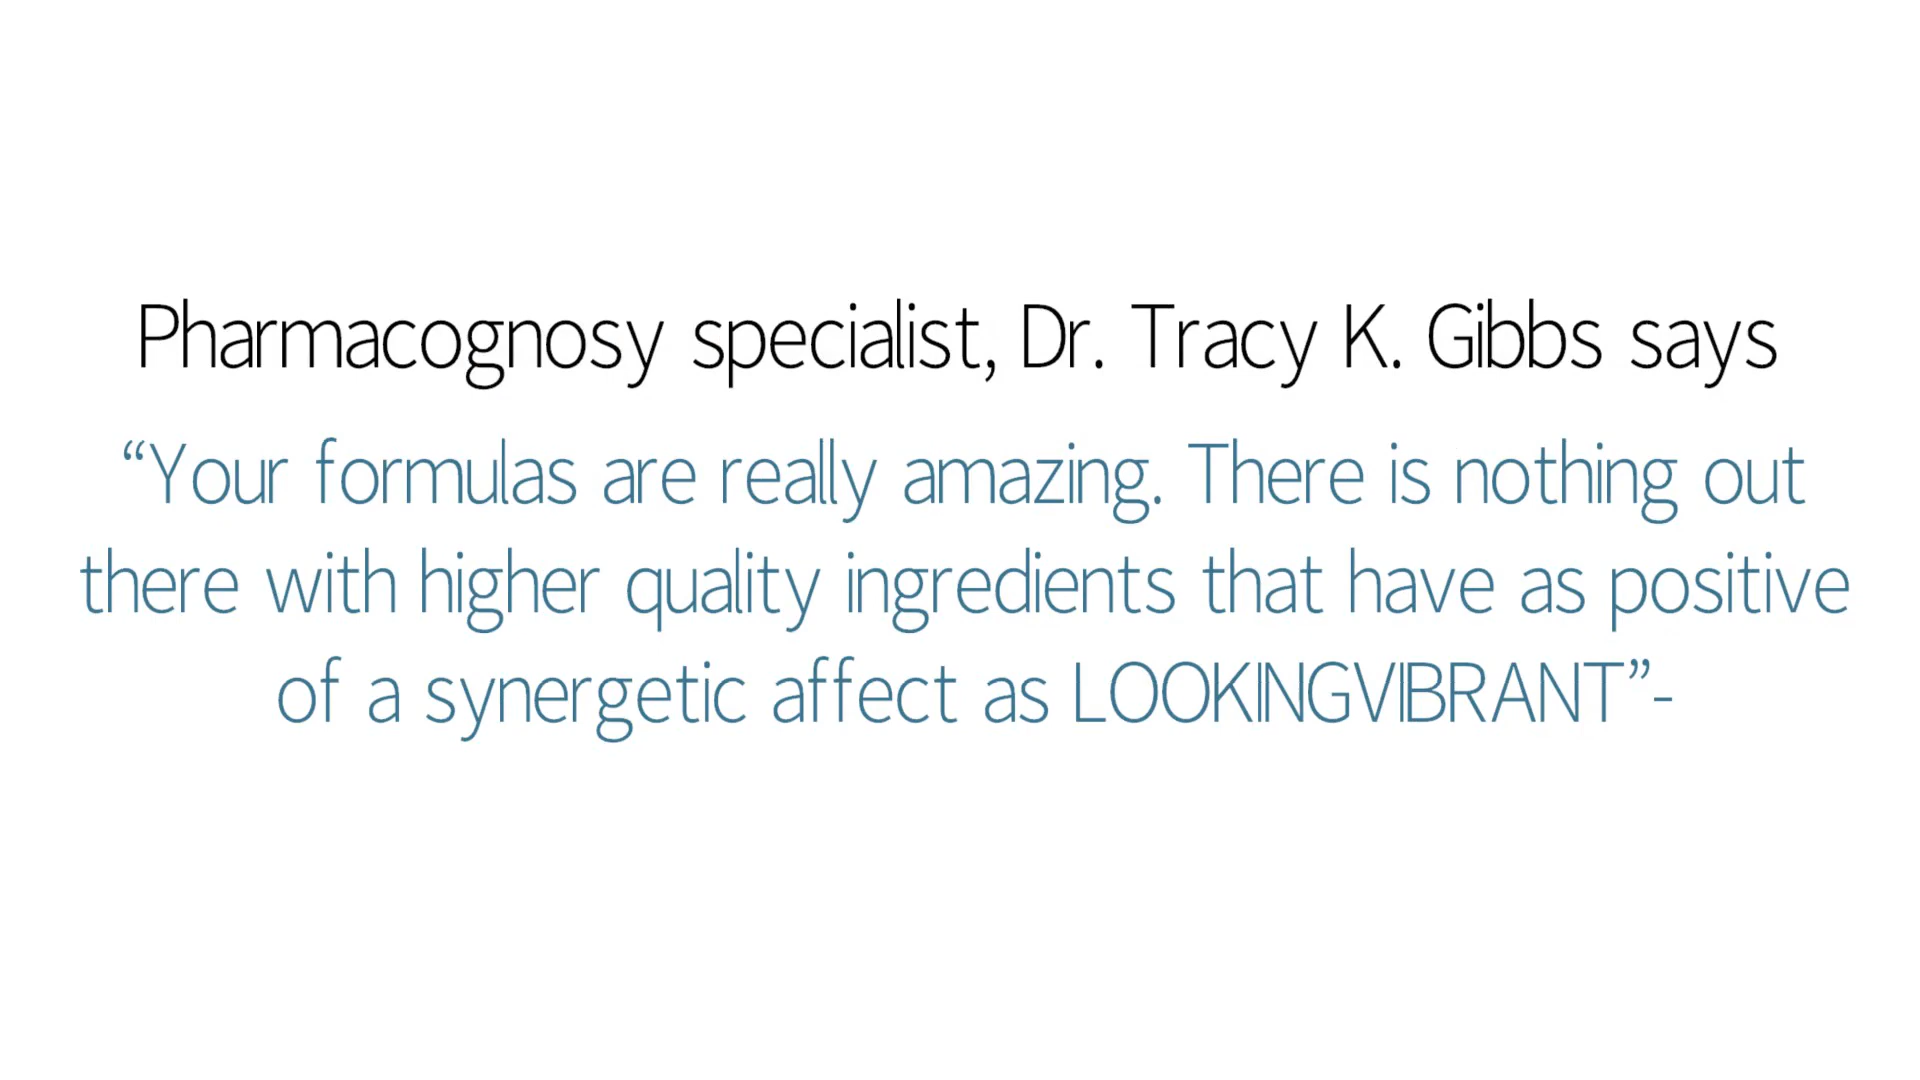 Pharmacognosy specialist, Dr. Tracy K. Gibbs says
“Your formulas are really amazing. There is nothing out
there with higher quality ingredients that have as positive
of a synergetic affect as LOOKINGVIBRANT”-